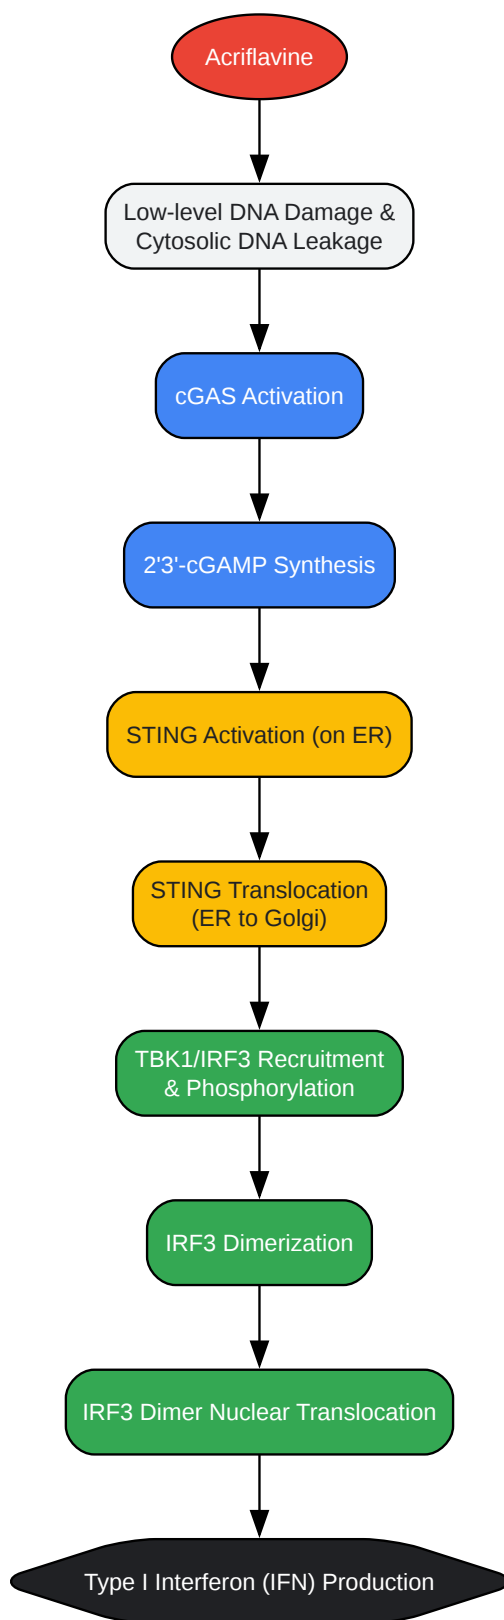 Acriflavine
Low-level DNA Damage &
Cytosolic DNA Leakage
cGAS Activation
2'3'-cGAMP Synthesis
STING Activation (on ER)
STING Translocation
(ER to Golgi)
TBK1/IRF3 Recruitment
& Phosphorylation
IRF3 Dimerization
IRF3 Dimer Nuclear Translocation
Type I Interferon (IFN) Production